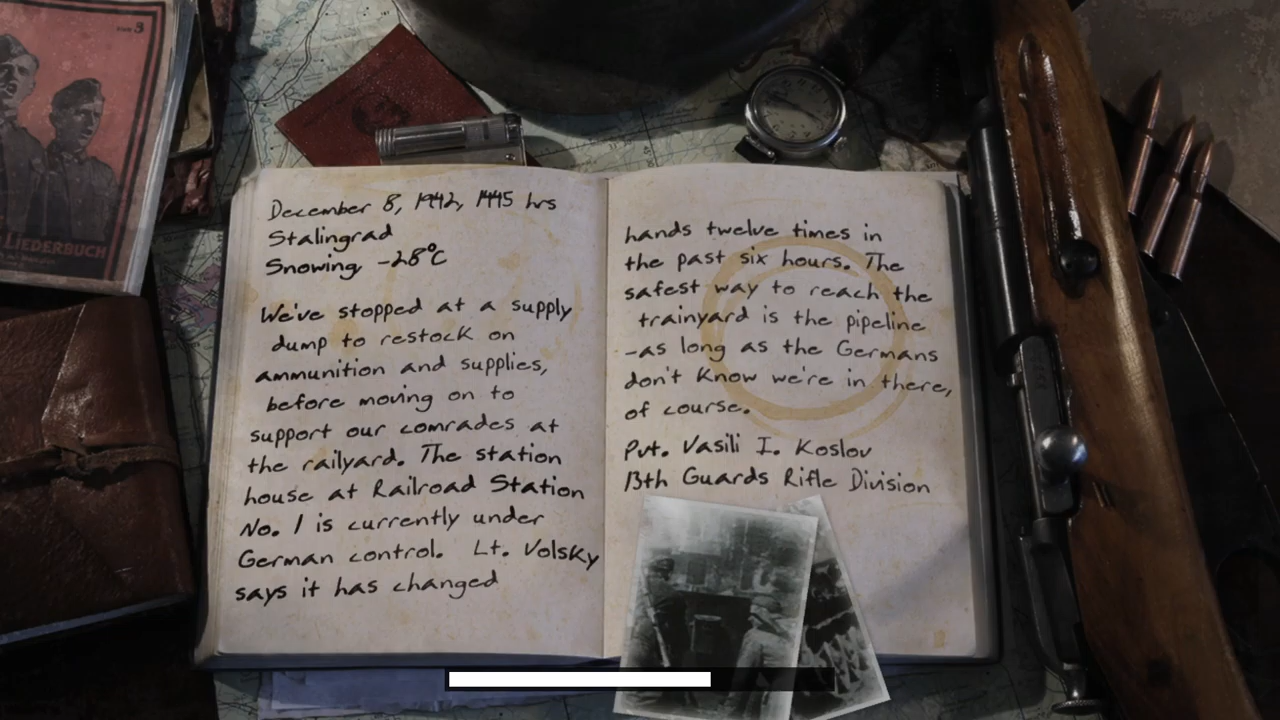 LIEDERBUCH
December 8, 1942, 1445 hrs
Stalingrad
Snowing, -28°C
We've stopped at a supply
dump to restock on
ammunition and supplies,
before moving on to
support our comrades at
the railyard. The station
house at Railroad Station
No. 1 is currently under
German control. Lt. Volsky
says it has changed
hands twelve times in
the past six hours. The
safest way to reach the
trainyard is the pipeline
-as long as the Germans
don't know we're in there,
of course.
Pvt. Vasili I. Koslov
13th Guards Rifle Division